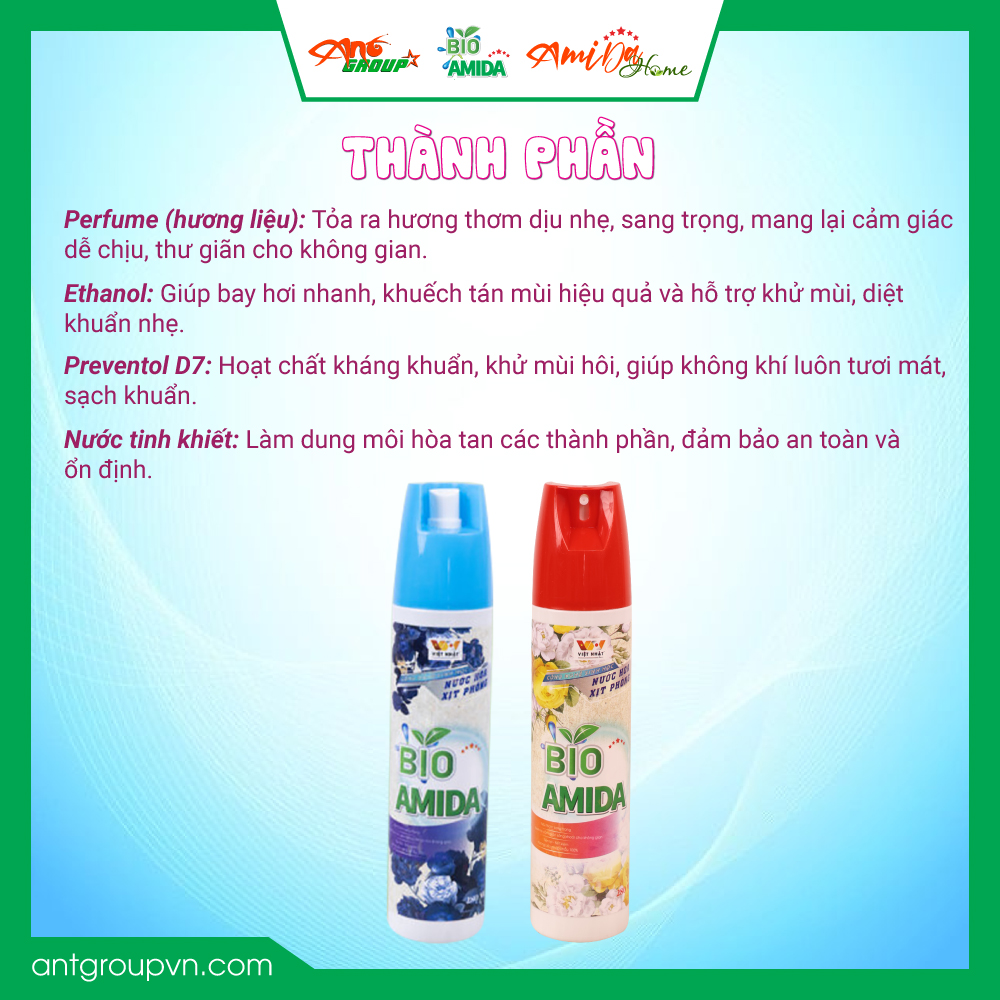 Ant GROUP
BIO AMIDA
AmiDa Home
THÀNH PHẦN
Perfume (hương liệu): Tỏa ra hương thơm dịu nhẹ, sang trọng, mang lại cảm giác
dễ chịu, thư giãn cho không gian.
Ethanol: Giúp bay hơi nhanh, khuếch tán mùi hiệu quả và hỗ trợ khử mùi, diệt
khuẩn nhẹ.
Preventol D7: Hoạt chất kháng khuẩn, khử mùi hôi, giúp không khí luôn tươi mát,
sạch khuẩn.
Nước tinh khiết: Làm dung môi hòa tan các thành phần, đảm bảo an toàn và
ổn định.
VIỆT NHẬT
NƯỚC HOA
XỊT PHÒNG
BIO
AMIDA
VIỆT NHẬT
NƯỚC HOA
XỊT PHÒNG
BIO
AMIDA
antgroupvn.com